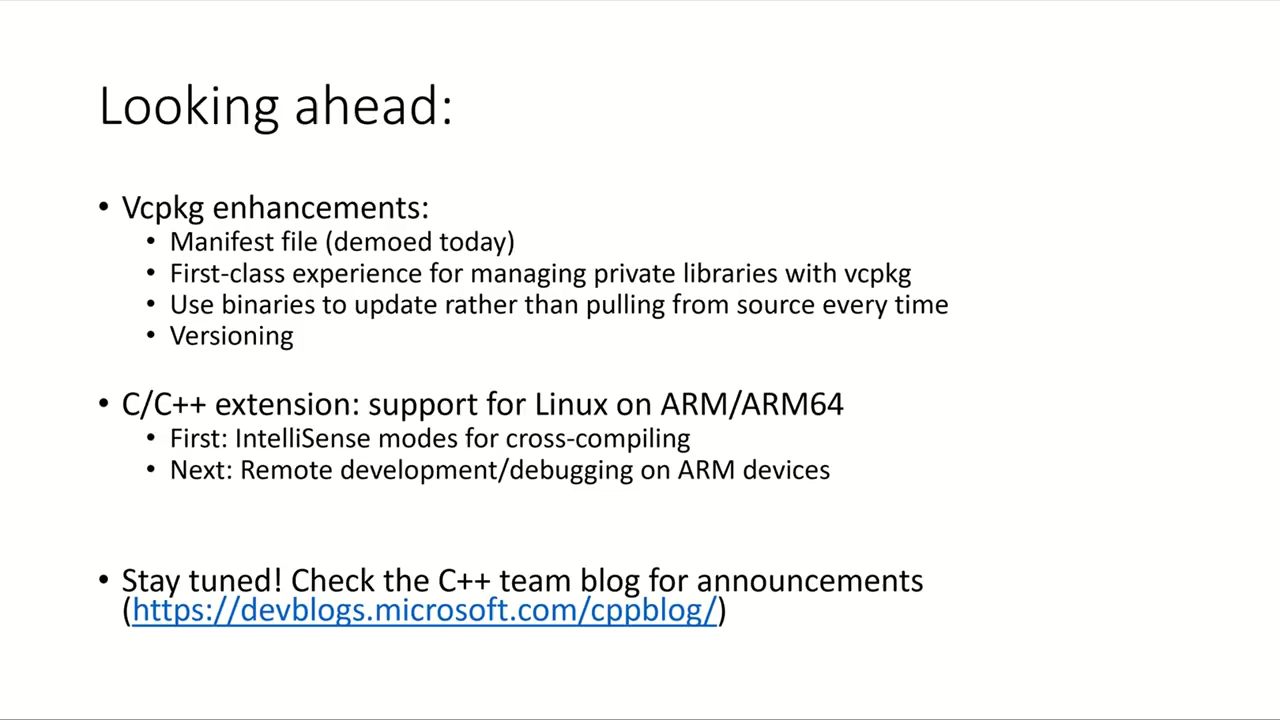 Looking ahead:
• Vcpkg enhancements:
• Manifest file (demoed today)
• First-class experience for managing private libraries with vcpkg
• Use binaries to update rather than pulling from source every time
• Versioning
• C/C++ extension: support for Linux on ARM/ARM64
• First: IntelliSense modes for cross-compiling
• Next: Remote development/debugging on ARM devices
• Stay tuned! Check the C++ team blog for announcements
(https://devblogs.microsoft.com/cppblog/)